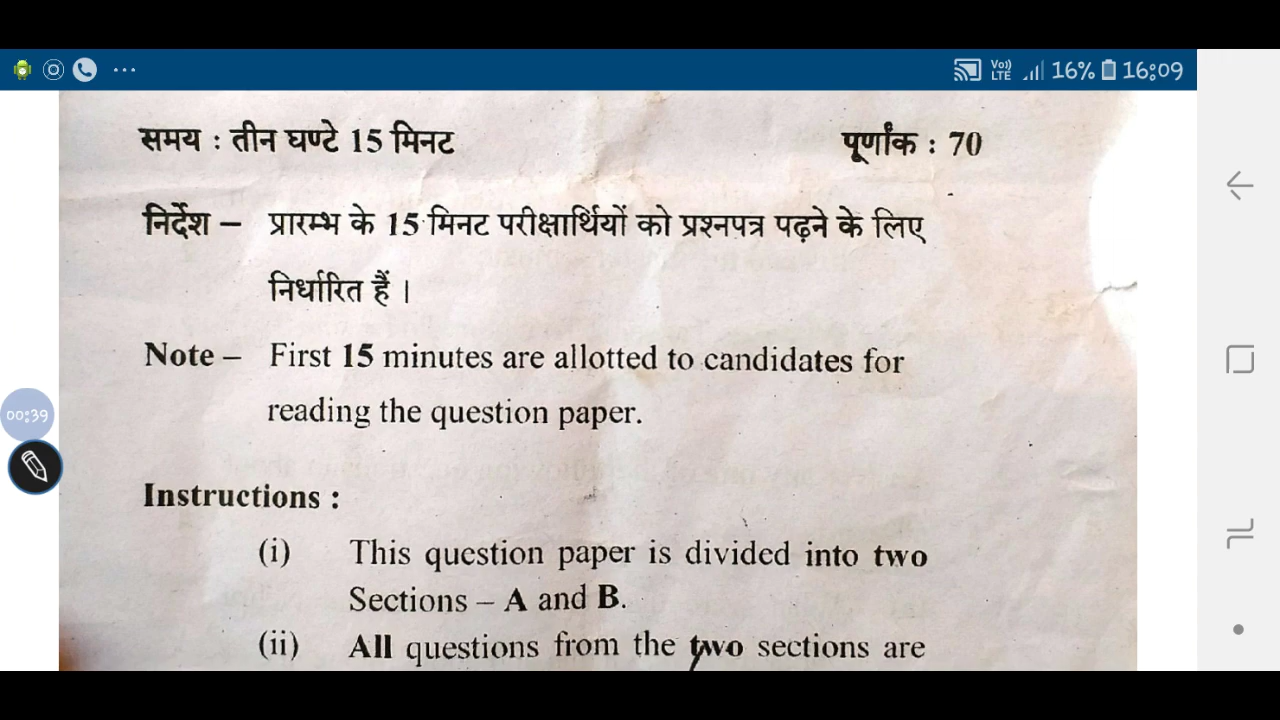 Vo)) LTE 16% 16:09
समय : तीन घण्टे 15 मिनट पूर्णांक : 70
निर्देश – प्रारम्भ के 15 मिनट परीक्षार्थियों को प्रश्नपत्र पढ़ने के लिए
निर्धारित हैं ।
Note – First 15 minutes are allotted to candidates for
00:39
reading the question paper.
Instructions :
(i) This question paper is divided into two
Sections – A and B.
(ii) All questions from the two sections are